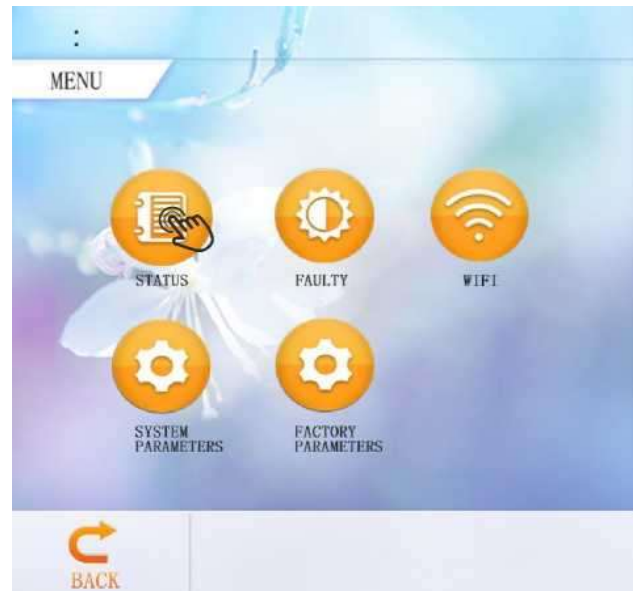 :
MENU
STATUS
FAULTY
WIFI
SYSTEM
PARAMETERS
FACTORY
PARAMETERS
BACK